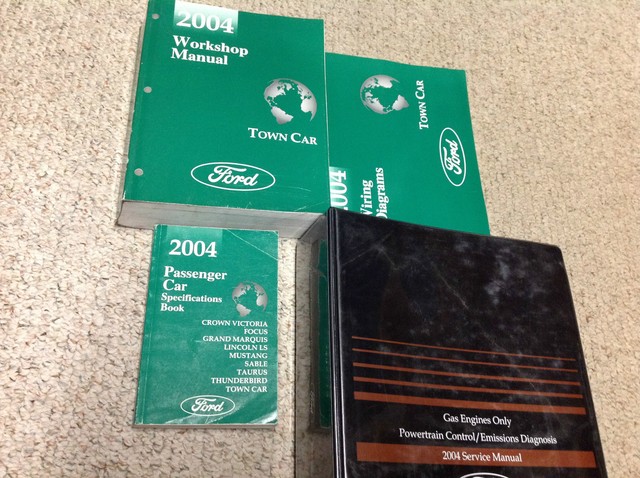 2004
Workshop
Manual
TOWN CAR
Ford
2004
Wiring
Diagrams
TOWN CAR
Ford
2004
Passenger
Car
Specifications
Book
CROWN VICTORIA
FOCUS
GRAND MARQUIS
LINCOLN LS
MUSTANG
SABLE
TAURUS
THUNDERBIRD
TOWN CAR
Ford
Gas Engines Only
Powertrain Control/Emissions Diagnosis
2004 Service Manual
Ford